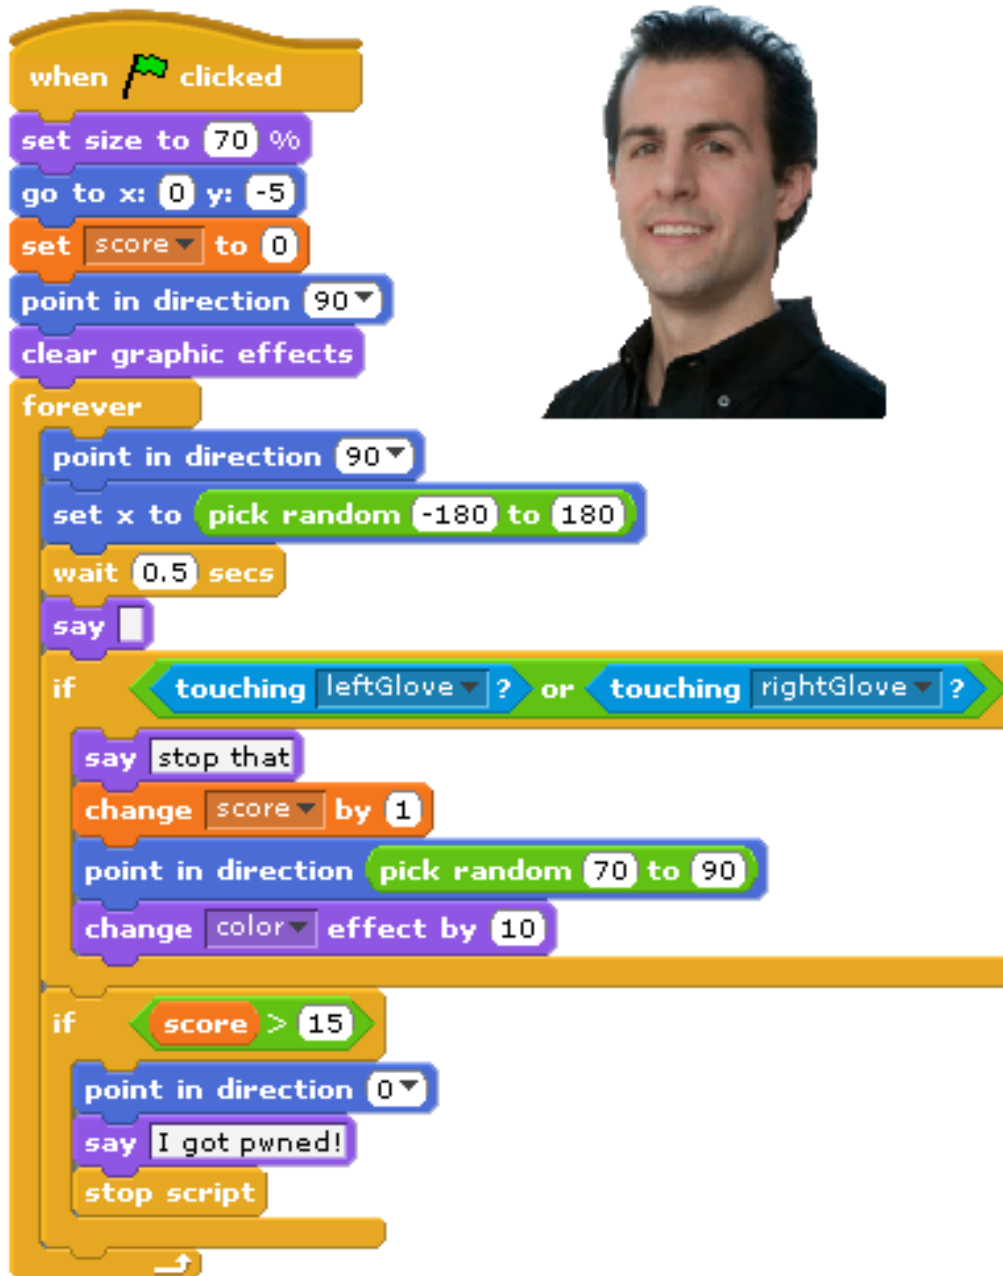 when clicked
set size to 70 %
go to x: 0 y: -5
set score to 0
point in direction 90
clear graphic effects
forever
point in direction 90
set x to pick random -180 to 180
wait 0.5 secs
say
if touching leftGlove ? or touching rightGlove ?
say stop that
change score by 1
point in direction pick random 70 to 90
change color effect by 10
if score > 15
point in direction 0
say I got pwned!
stop script